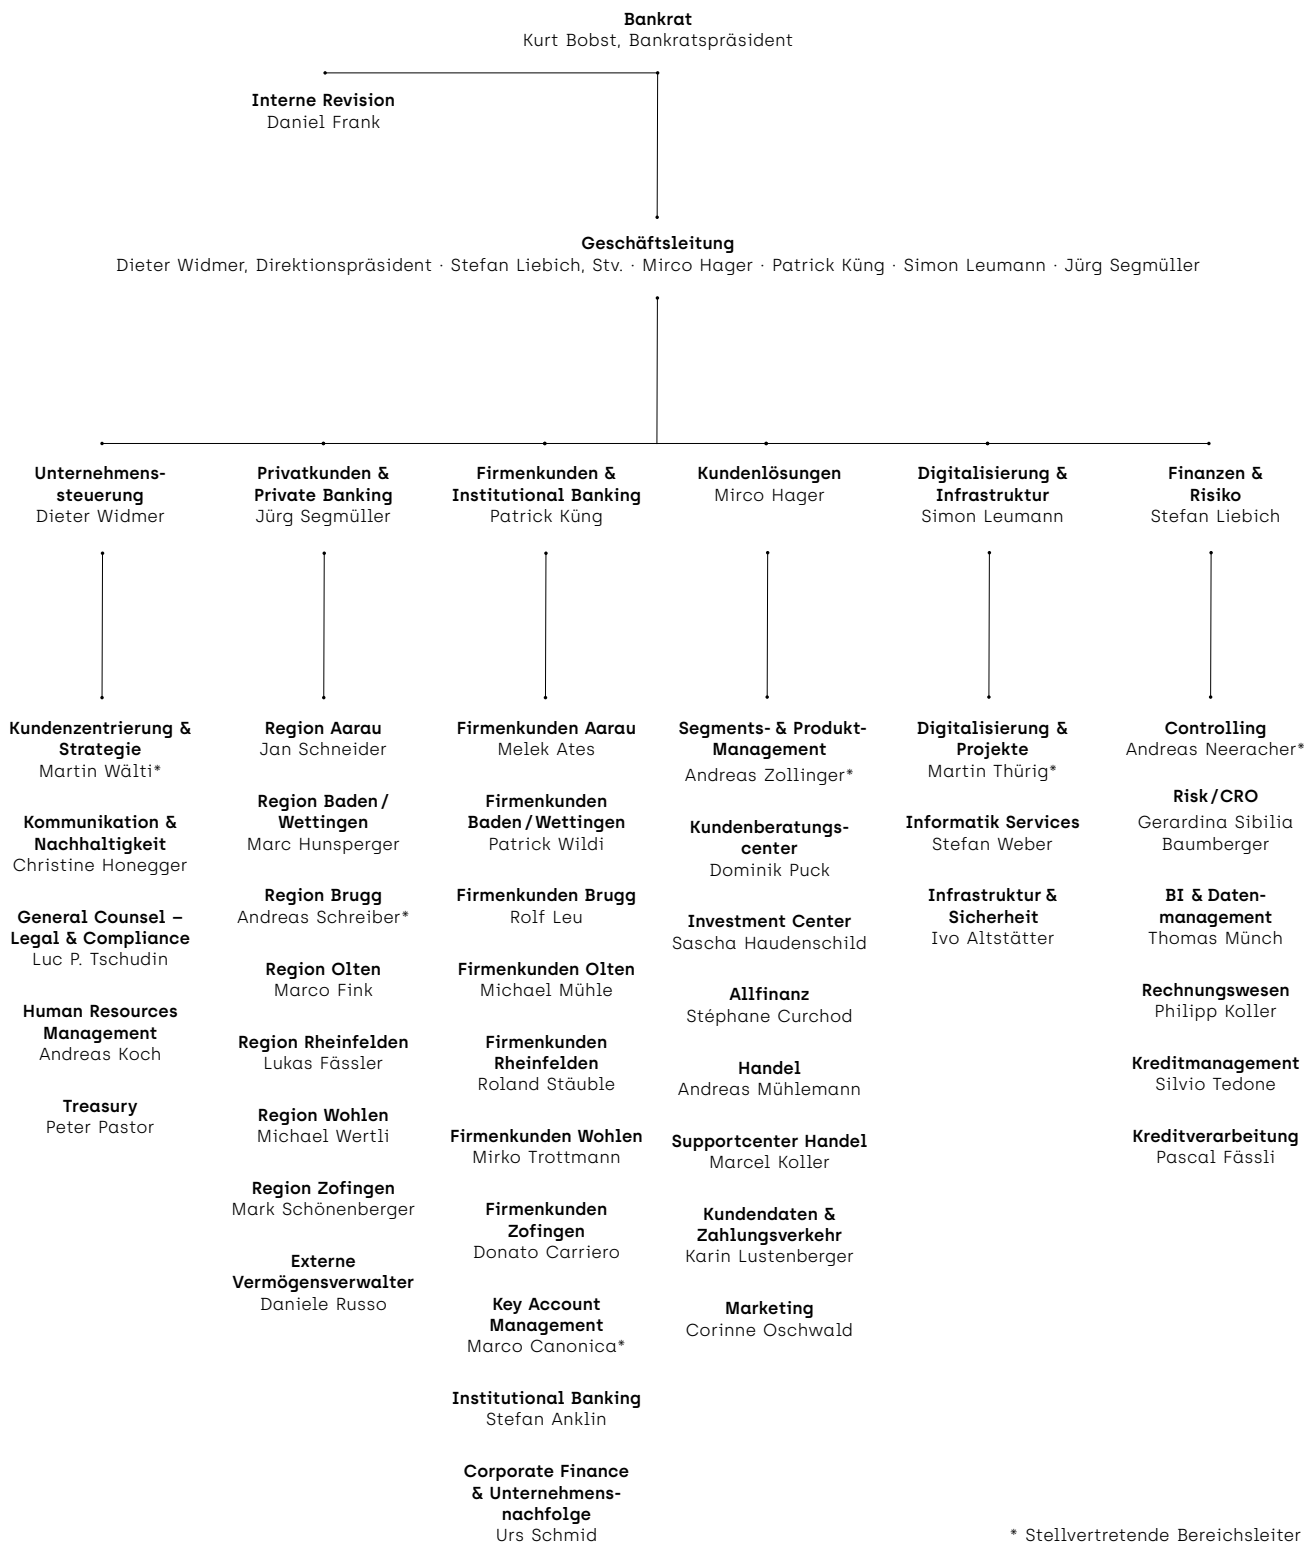 Bankrat
Kurt Bobst, Bankratspräsident
Interne Revision
Daniel Frank
Geschäftsleitung
Dieter Widmer, Direktionspräsident · Stefan Liebich, Stv. · Mirco Hager · Patrick Küng · Simon Leumann · Jürg Segmüller
Unternehmens-
steuerung
Dieter Widmer
Kundenzentrierung &
Strategie
Martin Wälti*
Kommunikation &
Nachhaltigkeit
Christine Honegger
General Counsel –
Legal & Compliance
Luc P. Tschudin
Human Resources
Management
Andreas Koch
Treasury
Peter Pastor
Privatkunden &
Private Banking
Jürg Segmüller
Region Aarau
Jan Schneider
Region Baden /
Wettingen
Marc Hunsperger
Region Brugg
Andreas Schreiber*
Region Olten
Marco Fink
Region Rheinfelden
Lukas Fässler
Region Wohlen
Michael Wertli
Region Zofingen
Mark Schönenberger
Externe
Vermögensverwalter
Daniele Russo
Firmenkunden &
Institutional Banking
Patrick Küng
Firmenkunden Aarau
Melek Ates
Firmenkunden
Baden / Wettingen
Patrick Wildi
Firmenkunden Brugg
Rolf Leu
Firmenkunden Olten
Michael Mühle
Firmenkunden
Rheinfelden
Roland Stäuble
Firmenkunden Wohlen
Mirko Trottmann
Firmenkunden
Zofingen
Donato Carriero
Key Account
Management
Marco Canonica*
Institutional Banking
Stefan Anklin
Corporate Finance
& Unternehmens-
nachfolge
Urs Schmid
Kundenlösungen
Mirco Hager
Segments- & Produkt-
Management
Andreas Zollinger*
Kundenberatungs-
center
Dominik Puck
Investment Center
Sascha Haudenschild
Allfinanz
Stéphane Curchod
Handel
Andreas Mühlemann
Supportcenter Handel
Marcel Koller
Kundendaten &
Zahlungsverkehr
Karin Lustenberger
Marketing
Corinne Oschwald
Digitalisierung &
Infrastruktur
Simon Leumann
Digitalisierung &
Projekte
Martin Thürig*
Informatik Services
Stefan Weber
Infrastruktur &
Sicherheit
Ivo Altstätter
Finanzen &
Risiko
Stefan Liebich
Controlling
Andreas Neeracher*
Risk / CRO
Gerardina Sibilia
Baumberger
BI & Daten-
management
Thomas Münch
Rechnungswesen
Philipp Koller
Kreditmanagement
Silvio Tedone
Kreditverarbeitung
Pascal Fässli
* Stellvertretende Bereichsleiter